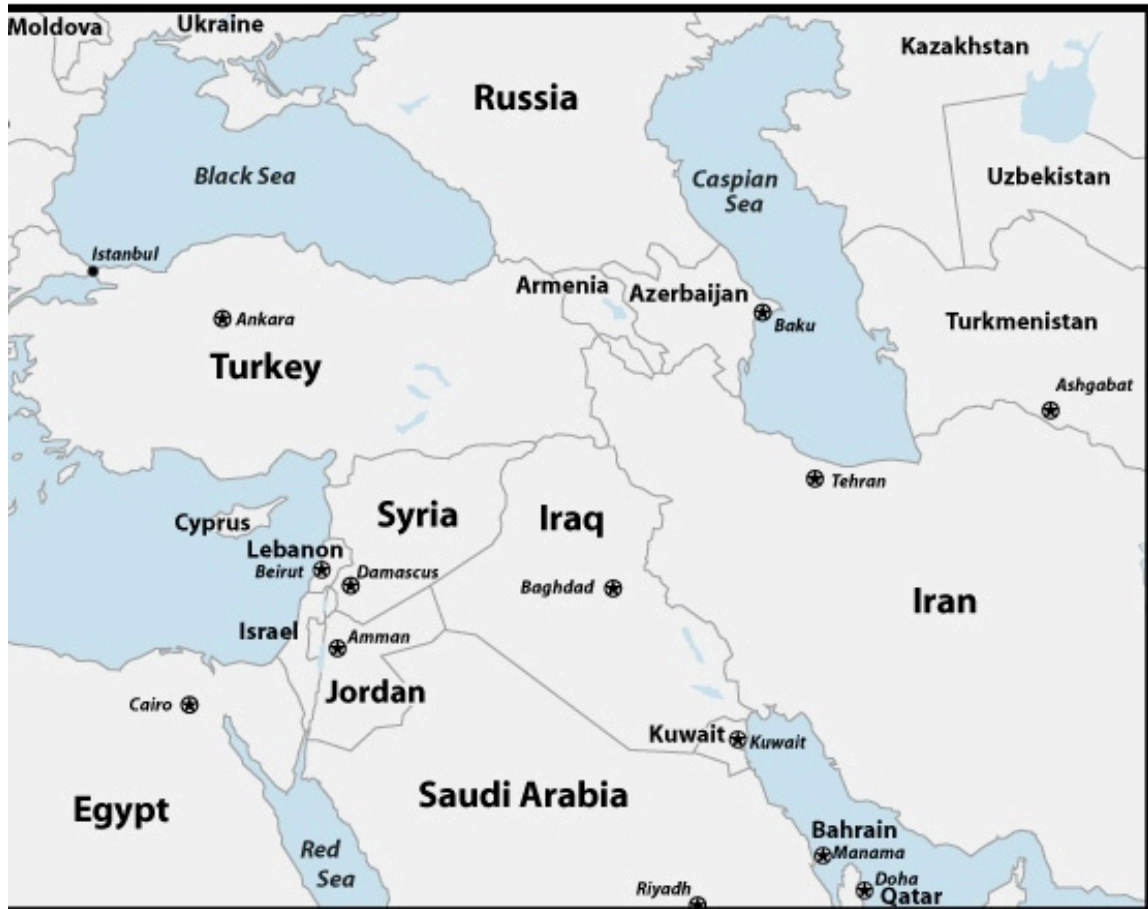 Moldova
Ukraine
Kazakhstan
Russia
Black Sea
Caspian
Sea
Uzbekistan
Istanbul
Armenia
Azerbaijan
Ankara
Baku
Turkmenistan
Turkey
Ashgabat
Tehran
Cyprus
Syria
Iraq
Lebanon
Beirut
Damascus
Baghdad
Iran
Israel
Amman
Jordan
Cairo
Kuwait
Kuwait
Egypt
Saudi Arabia
Red
Sea
Bahrain
Manama
Doha
Riyadh
Qatar